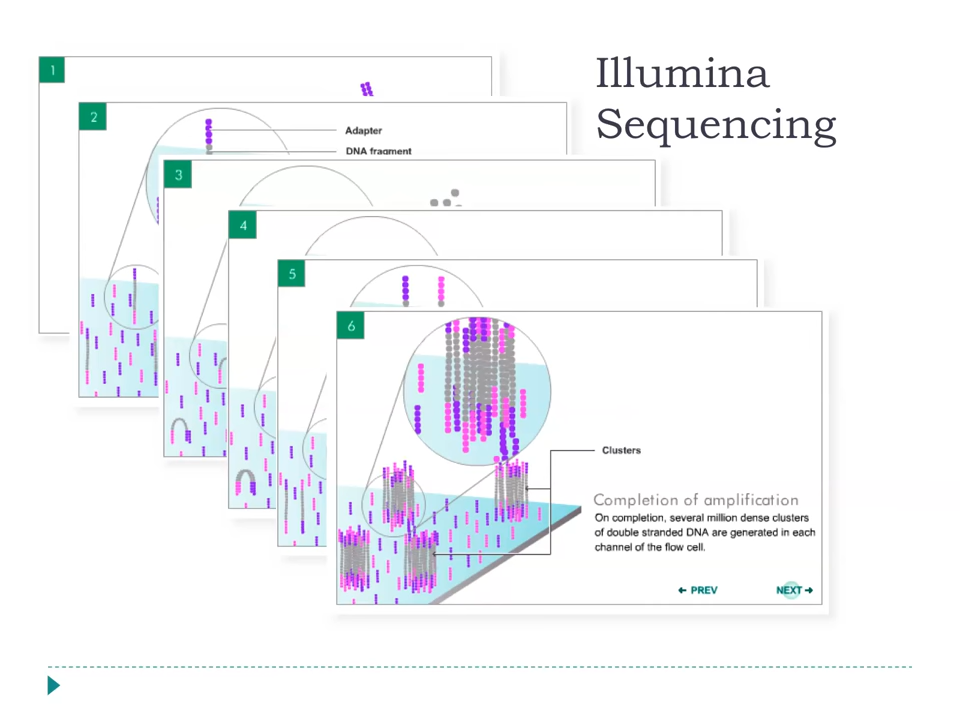 Illumina
Sequencing
1
2
Adapter
DNA fragment
3
4
5
6
Clusters
Completion of amplification
On completion, several million dense clusters
of double stranded DNA are generated in each
channel of the flow cell.
← PREV NEXT →